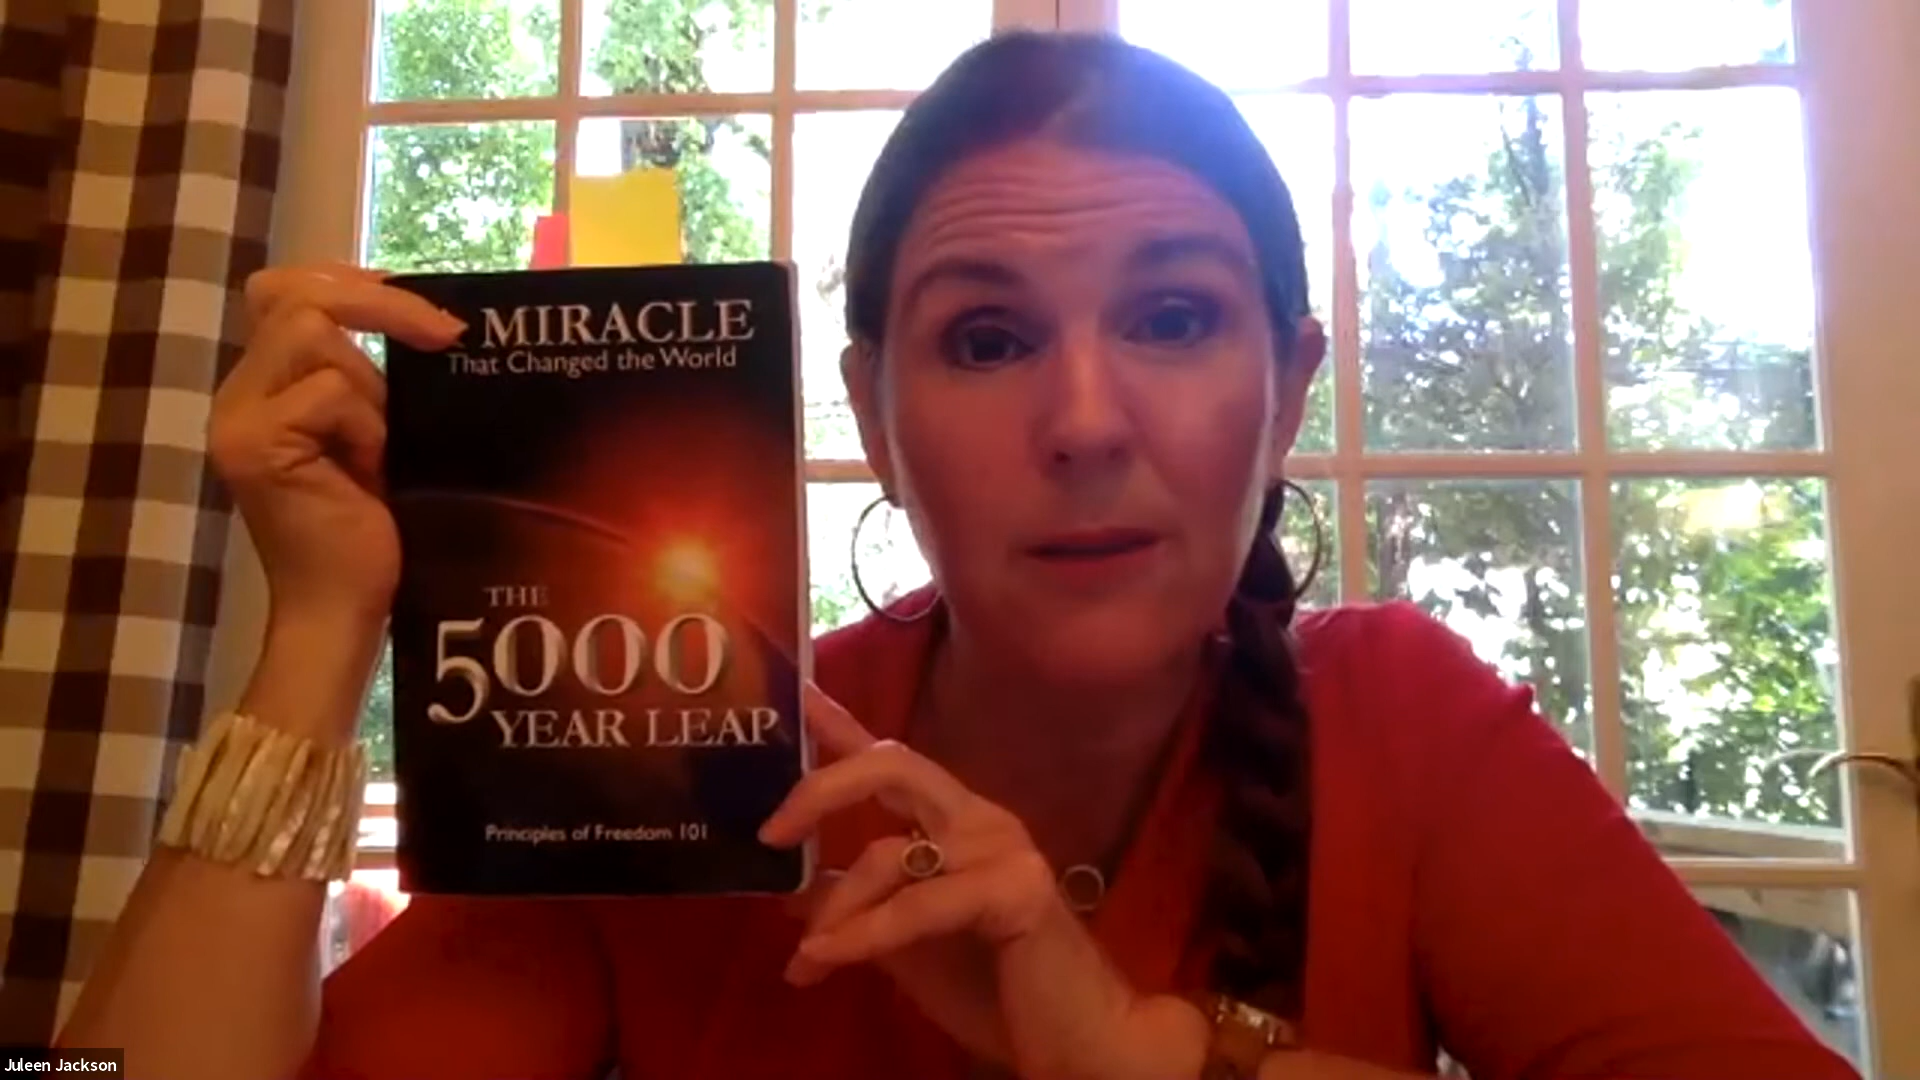 MIRACLE
That Changed the World
THE
5000
YEAR LEAP
Principles of Freedom 101
Juleen Jackson